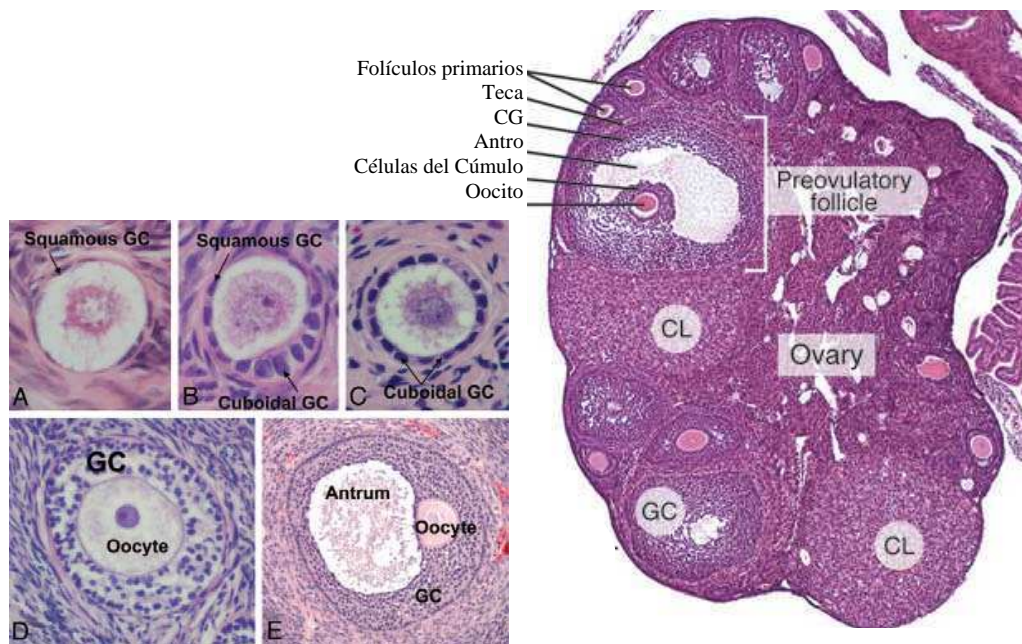 Folículos primarios
Teca
CG
Antro
Células del Cúmulo
Oocito
Preovulatory
follicle
CL
Ovary
GC
CL
Squamous GC
A
Squamous GC
B
Cuboidal GC
C
Cuboidal GC
GC
Oocyte
D
Antrum
Oocyte
GC
E